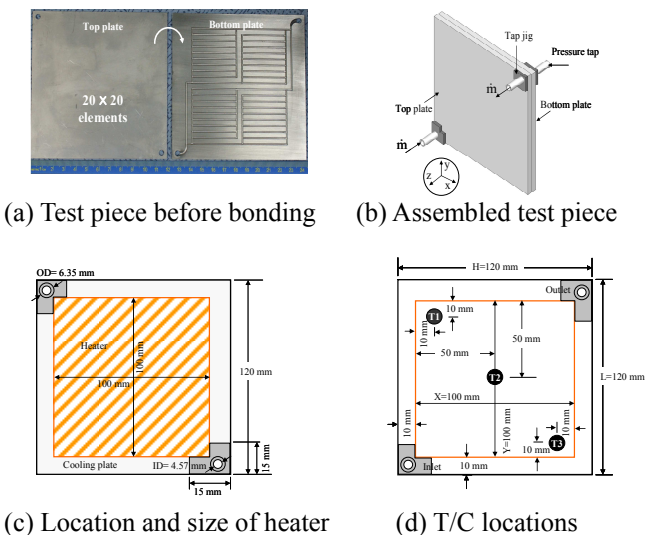 Top plate
Bottom plate
20 X 20
elements
(a) Test piece before bonding
Tap jig
Pressure tap
ṁ
Top plate
Bottom plate
ṁ
y
z
x
(b) Assembled test piece
OD= 6.35 mm
Heater
100 mm
100 mm
120 mm
Cooling plate
ID= 4.57 mm
15 mm
15 mm
(c) Location and size of heater
H=120 mm
Outlet
T1
10 mm
10 mm
50 mm
50 mm
T2
L=120 mm
X=100 mm
Y=100 mm
10 mm
10 mm
T3
10 mm
Inlet
10 mm
(d) T/C locations